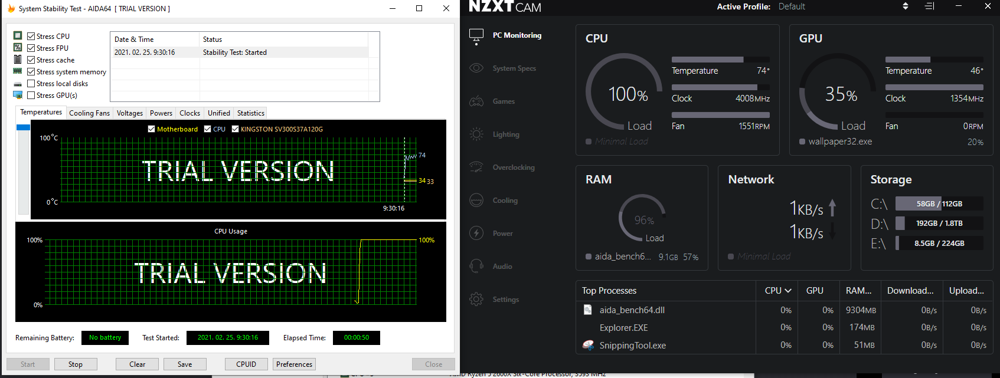 System Stability Test - AIDA64 [ TRIAL VERSION ]
Stress CPU
Stress FPU
Stress cache
Stress system memory
Stress local disks
Stress GPU(s)
Date & Time Status
2021. 02. 25. 9:30:16 Stability Test: Started
Temperatures Cooling Fans Voltages Powers Clocks Unified Statistics
Motherboard CPU KINGSTON SV300S37A120G
100°C
TRIAL VERSION
74
34 33
0°C
9:30:16
CPU Usage
100% 100%
TRIAL VERSION
0%
Remaining Battery: No battery Test Started: 2021. 02. 25. 9:30:16 Elapsed Time: 00:00:50
Start Stop Clear Save CPUID Preferences Close
NZXT CAM
Active Profile: Default
PC Monitoring
System Specs
Games
Lighting
Overclocking
Cooling
Power
Audio
Settings
CPU
100%
Load
Temperature 74°
Clock 4008MHZ
Fan 1551RPM
Minimal Load
GPU
35%
Load
Temperature 46°
Clock 1354MHZ
Fan 0RPM
wallpaper32.exe 20%
RAM
96%
Load
aida_bench6... 9.1GB 57%
Network
1KB/s
1KB/s
Minimal Load
Storage
C:\ 58GB / 112GB
D:\ 192GB / 1.8TB
E:\ 8.5GB / 224GB
Top Processes CPU GPU RAM... Download... Upload...
aida_bench64.dll 0% 0% 9304MB 0B/s 0B/s
Explorer.EXE 0% 0% 174MB 0B/s 0B/s
SnippingTool.exe 0% 0% 51MB 0B/s 0B/s
AMD Ryzen 5 2600X Six-Core Processor, 3593 MHz